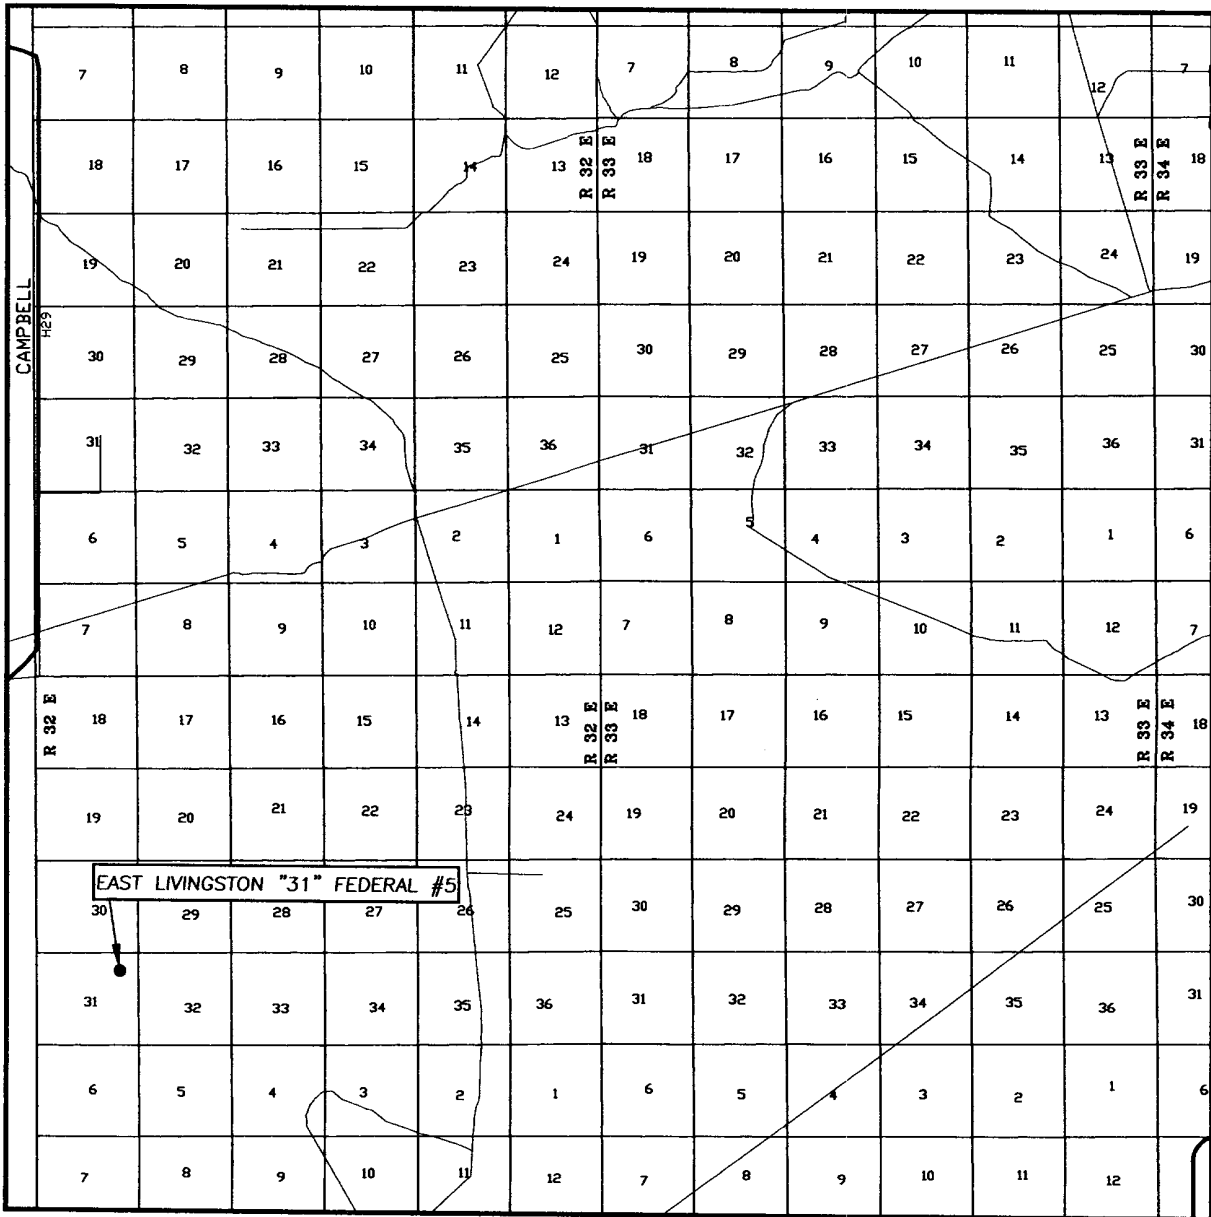 7 8 9 10 11 12 7 8 9 10 11 12 7
18 17 16 15 14 13 R 32 E R 33 E 18 17 16 15 14 13 R 33 E R 34 E 18
19 20 21 22 23 24 19 20 21 22 23 24 19
CAMPBELL
H29
30 29 28 27 26 25 30 29 28 27 26 25 30
31 32 33 34 35 36 31 32 33 34 35 36 31
6 5 4 3 2 1 6 5 4 3 2 1 6
7 8 9 10 11 12 7 8 9 10 11 12 7
R 32 E 18 17 16 15 14 13 R 32 E R 33 E 18 17 16 15 14 13 R 33 E R 34 E 18
19 20 21 22 23 24 19 20 21 22 23 24 19
EAST LIVINGSTON "31" FEDERAL #5
30 29 28 27 26 25 30 29 28 27 26 25 30
31 32 33 34 35 36 31 32 33 34 35 36 31
6 5 4 3 2 1 6 5 4 3 2 1 6
7 8 9 10 11 12 7 8 9 10 11 12